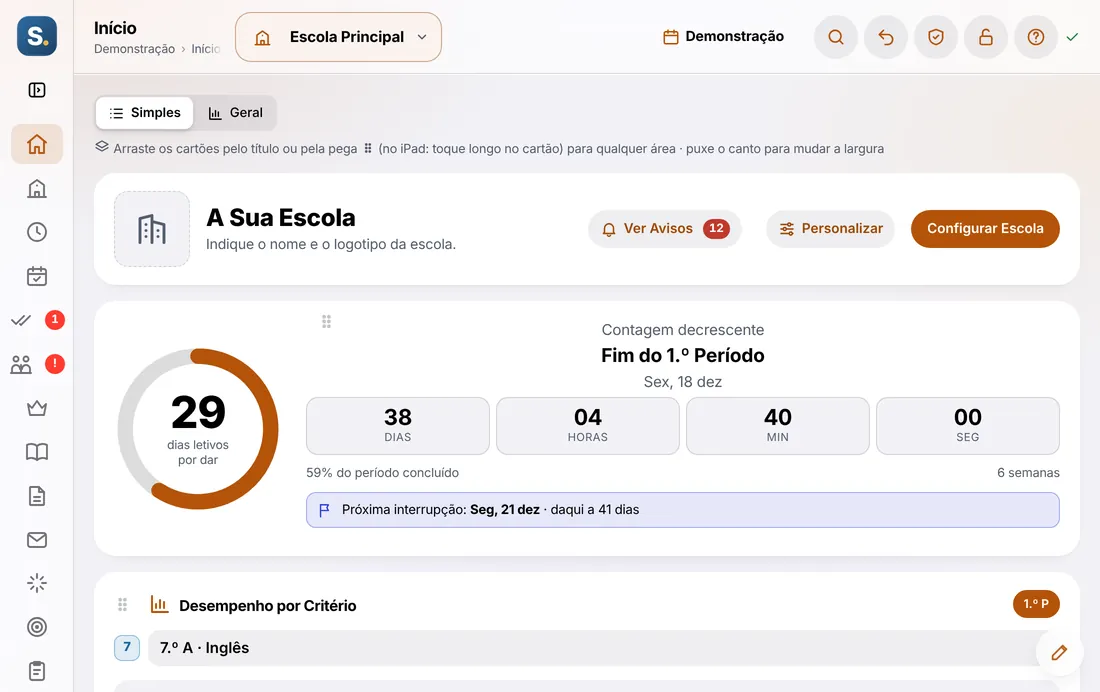 S.
Início
Demonstração › Início
Escola Principal
Demonstração
Simples
Geral
Arraste os cartões pelo título ou pela pega ⠿ (no iPad: toque longo no cartão) para qualquer área · puxe o canto para mudar a largura
A Sua Escola
Indique o nome e o logotipo da escola.
Ver Avisos 12
Personalizar
Configurar Escola
1
!
Contagem decrescente
Fim do 1.º Período
Sex, 18 dez
29
dias letivos
por dar
38
DIAS
04
HORAS
40
MIN
00
SEG
59% do período concluído
6 semanas
Próxima interrupção: Seg, 21 dez · daqui a 41 dias
Desempenho por Critério
1.º P
7
7.º A · Inglês